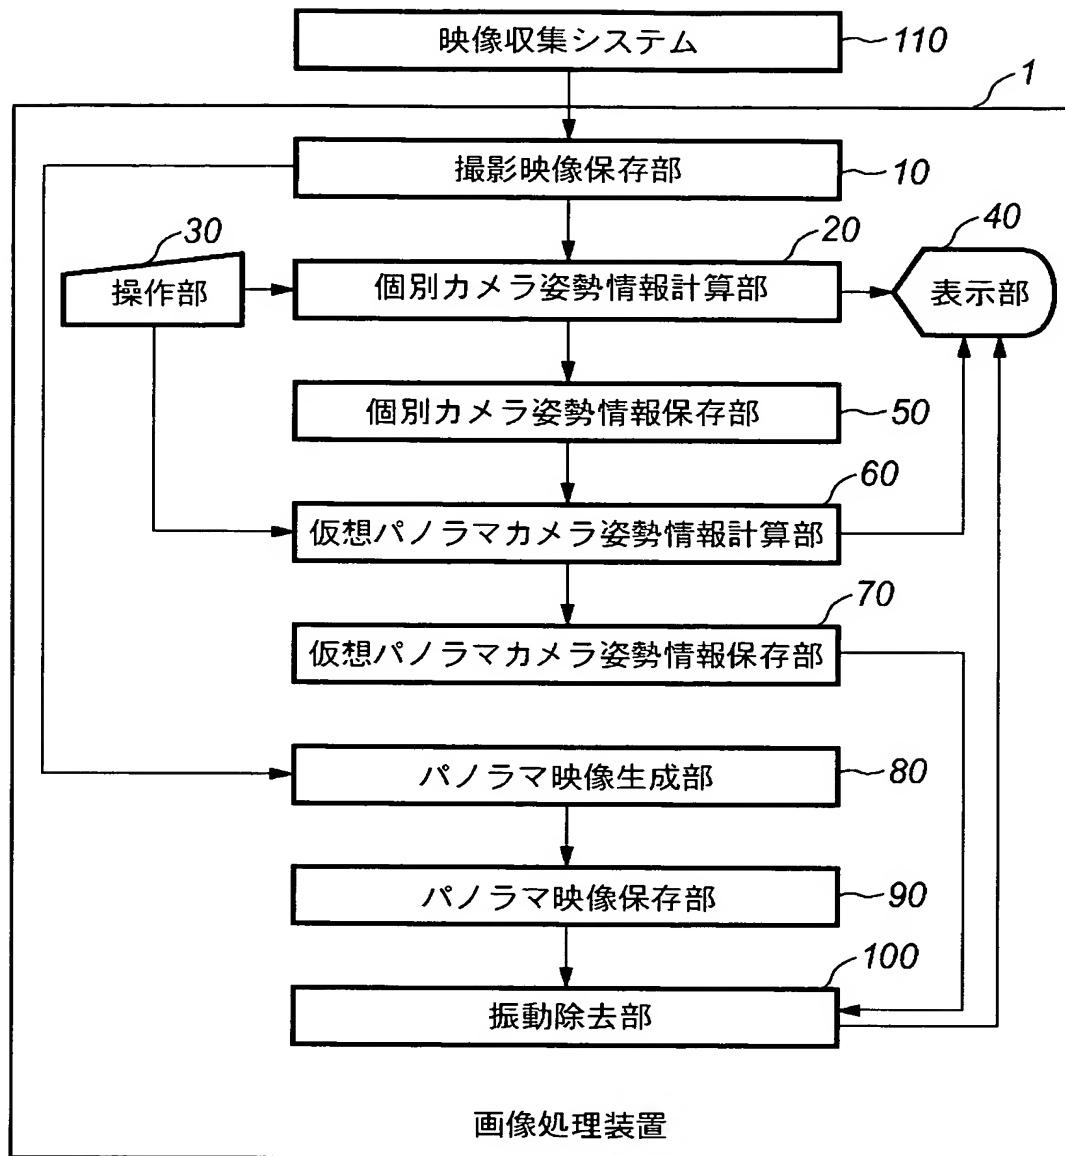 映像収集システム
110
1
撮影映像保存部
10
30
操作部
20
個別カメラ姿勢情報計算部
40
表示部
個別カメラ姿勢情報保存部
50
60
仮想パノラマカメラ姿勢情報計算部
70
仮想パノラマカメラ姿勢情報保存部
パノラマ映像生成部
80
パノラマ映像保存部
90
100
振動除去部
画像処理装置